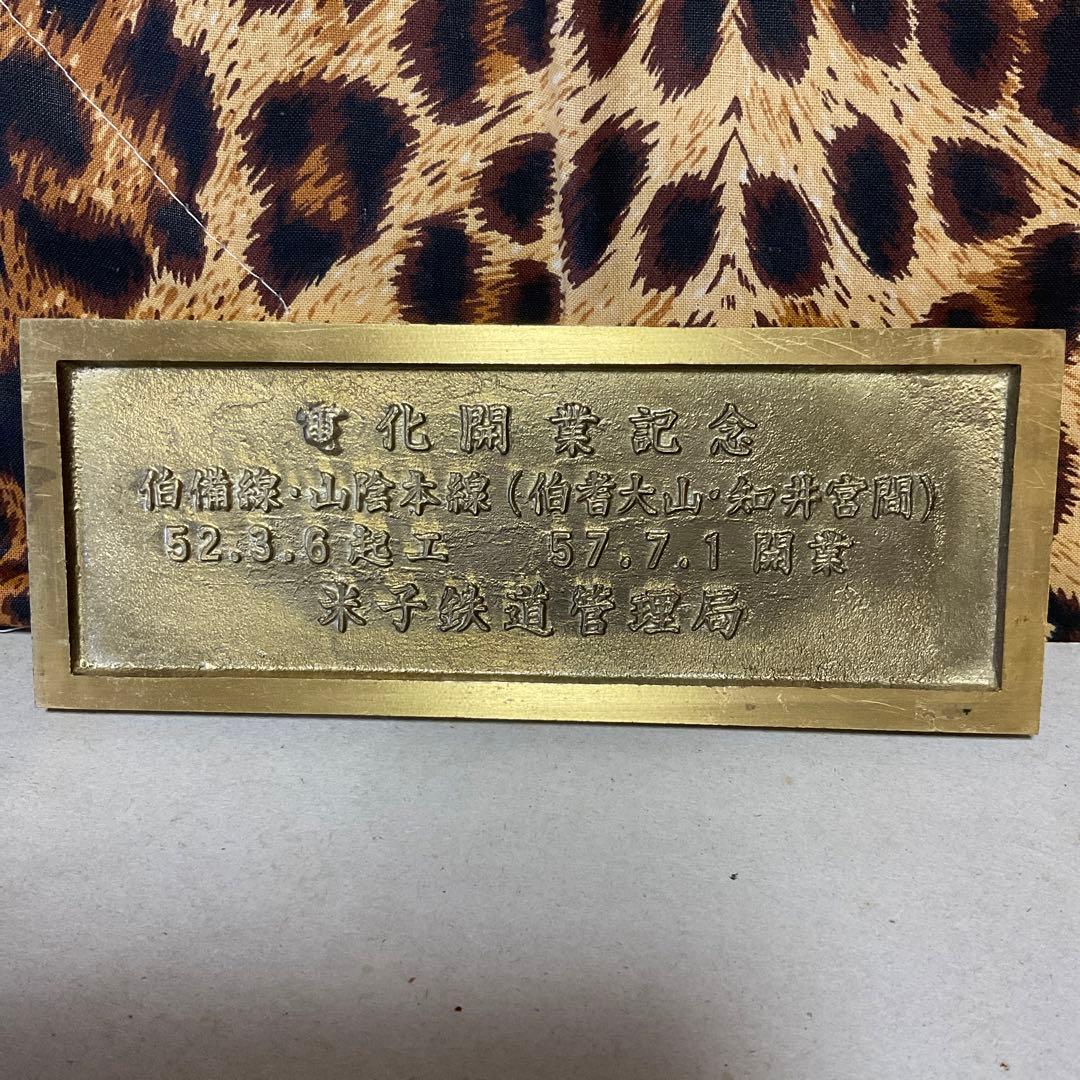 電化開業記念
伯備線・山陰本線（伯耆大山・知井宮間）
52.3.6起工 57.7.1開業
米子鉄道管理局